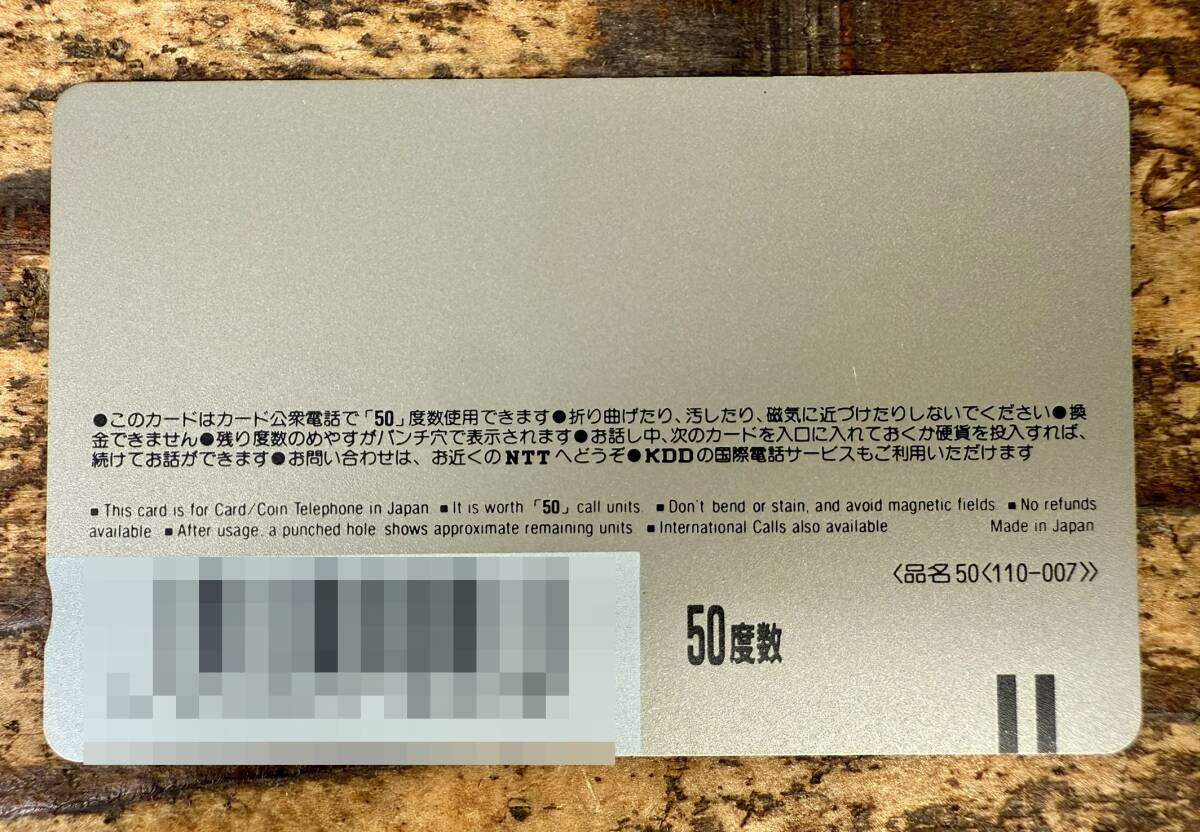 ●このカードはカード公衆電話で「50」度数使用できます●折り曲げたり、汚したり、磁気に近づけたりしないでください●換
金できません●残り度数のめやすがパンチ穴で表示されます●お話し中、次のカードを入口に入れておくか硬貨を投入すれば、
続けてお話ができます●お問い合わせは、お近くのNTTへどうぞ●KDDの国際電話サービスもご利用いただけます
■This card is for Card/Coin Telephone in Japan ■It is worth「50」call units ■Don't bend or stain, and avoid magnetic fields ■No refunds
available ■After usage. a punched hole shows approximate remaining units ■International Calls also available Made in Japan
〈品名50〈110-007〉〉
50度数